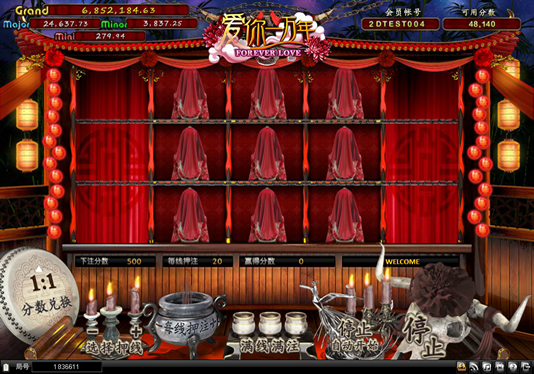 Grand 6,852,184.63
Major 24,637.73 Minor 3,837.25
Mini 279.94
爱你一万年
FOREVER LOVE
会员帐号 可用分数
2DTEST004 48,140
下注分数 500 每线押注 20 赢得分数 0 WELCOME
1:1
分数兑换
选择押线
每线押注
满线满注
停止
自动开始
停止
局号 1836611